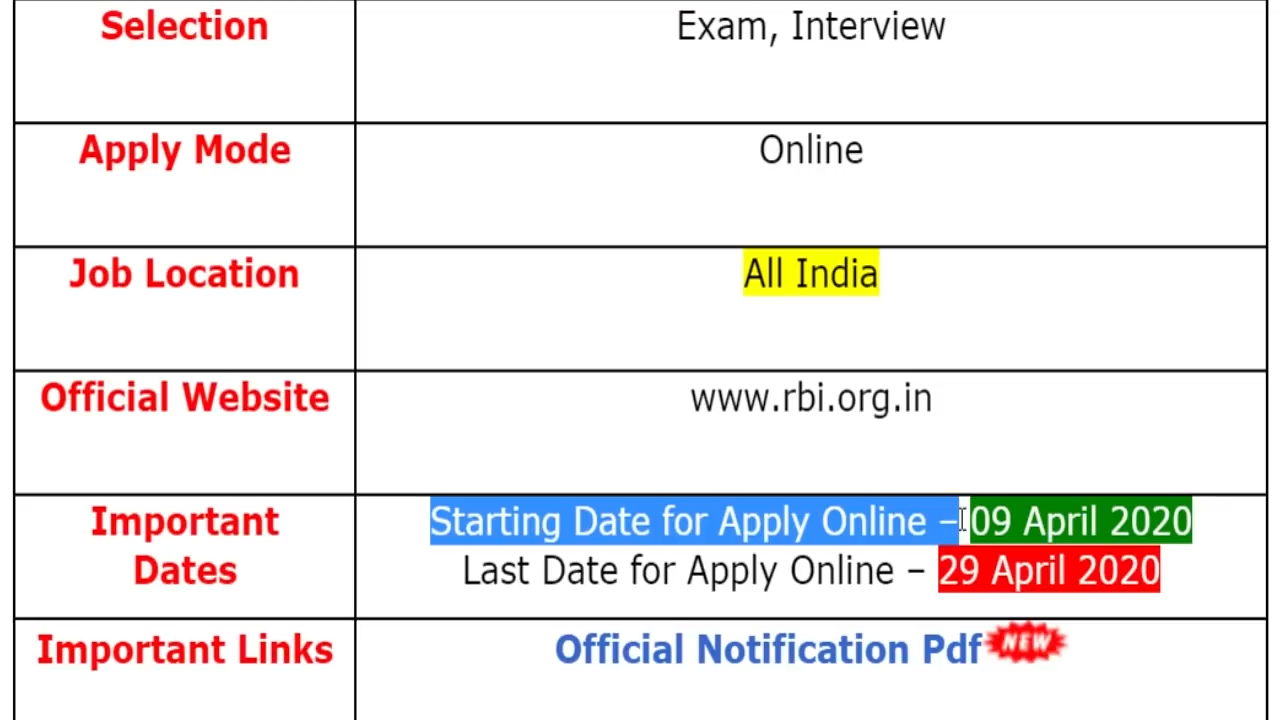 Selection
Exam, Interview
Apply Mode
Online
Job Location
All India
Official Website
www.rbi.org.in
Important
Dates
Starting Date for Apply Online – 09 April 2020
Last Date for Apply Online – 29 April 2020
Important Links
Official Notification Pdf NEW